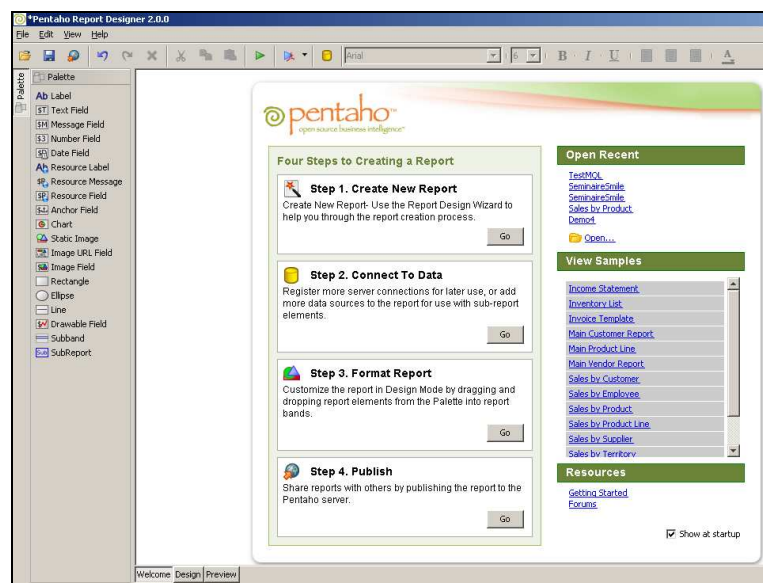 *Pentaho Report Designer 2.0.0
File Edit View Help
Arial 6 B I U A
Palette
Palette
Ab Label
Text Field
Message Field
Number Field
Date Field
Resource Label
Resource Message
Resource Field
Anchor Field
Chart
Static Image
Image URL Field
Image Field
Rectangle
Ellipse
Line
Drawable Field
Subband
SubReport
pentaho™
open source business intelligence™
Four Steps to Creating a Report
Step 1. Create New Report
Create New Report- Use the Report Design Wizard to
help you through the report creation process.
Go
Step 2. Connect To Data
Register more server connections for later use, or add
more data sources to the report for use with sub-report
elements.
Go
Step 3. Format Report
Customize the report in Design Mode by dragging and
dropping report elements from the Palette into report
bands.
Go
Step 4. Publish
Share reports with others by publishing the report to the
Pentaho server.
Go
Open Recent
TestMQL
SeminaireSmile
SeminaireSmile
Sales by Product
Demo4
Open...
View Samples
Income Statement
Inventory List
Invoice Template
Main Customer Report
Main Product Line
Main Vendor Report
Sales by Customer
Sales by Employee
Sales by Product
Sales by Product Line
Sales by Supplier
Sales by Territory
Resources
Getting Started
Forums
Show at startup
Welcome Design Preview